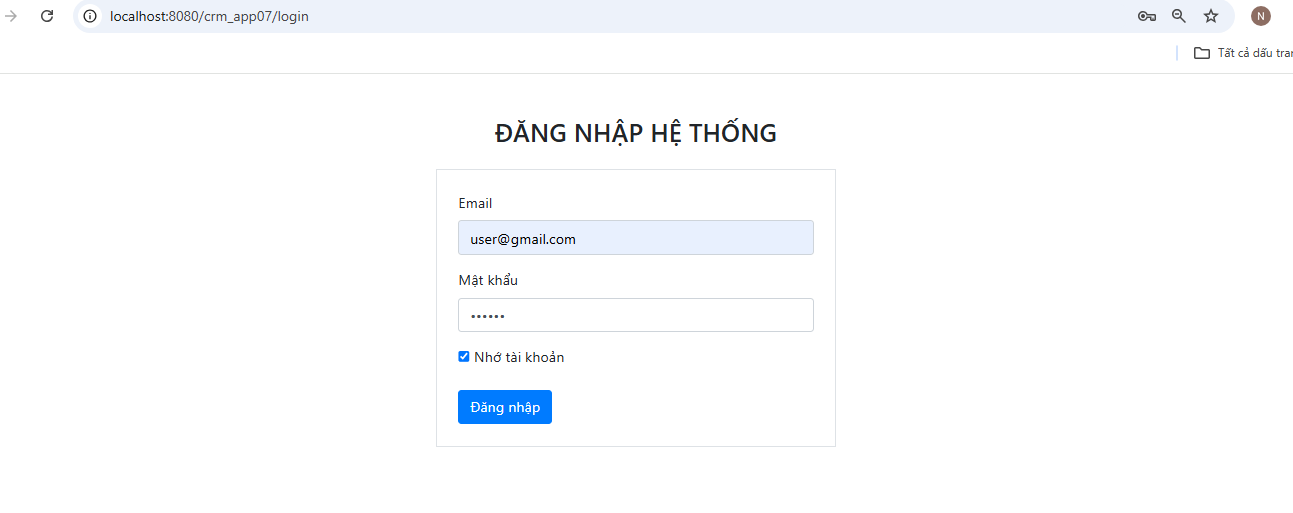 localhost:8080/crm_app07/login
N
Tất cả dấu tran
ĐĂNG NHẬP HỆ THỐNG
Email
user@gmail.com
Mật khẩu
••••••
Nhớ tài khoản
Đăng nhập